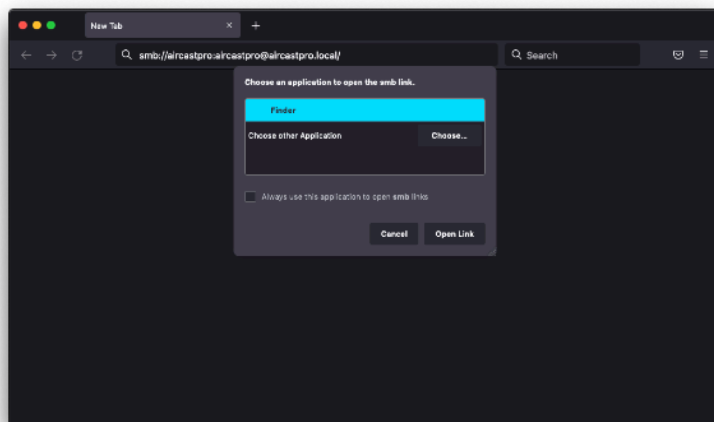 New Tab
smb://aircastpro:aircastpro@aircastpro.local/
Search
Choose an application to open the smb link.
Finder
Choose other Application
Choose...
Always use this application to open smb links
Cancel
Open Link